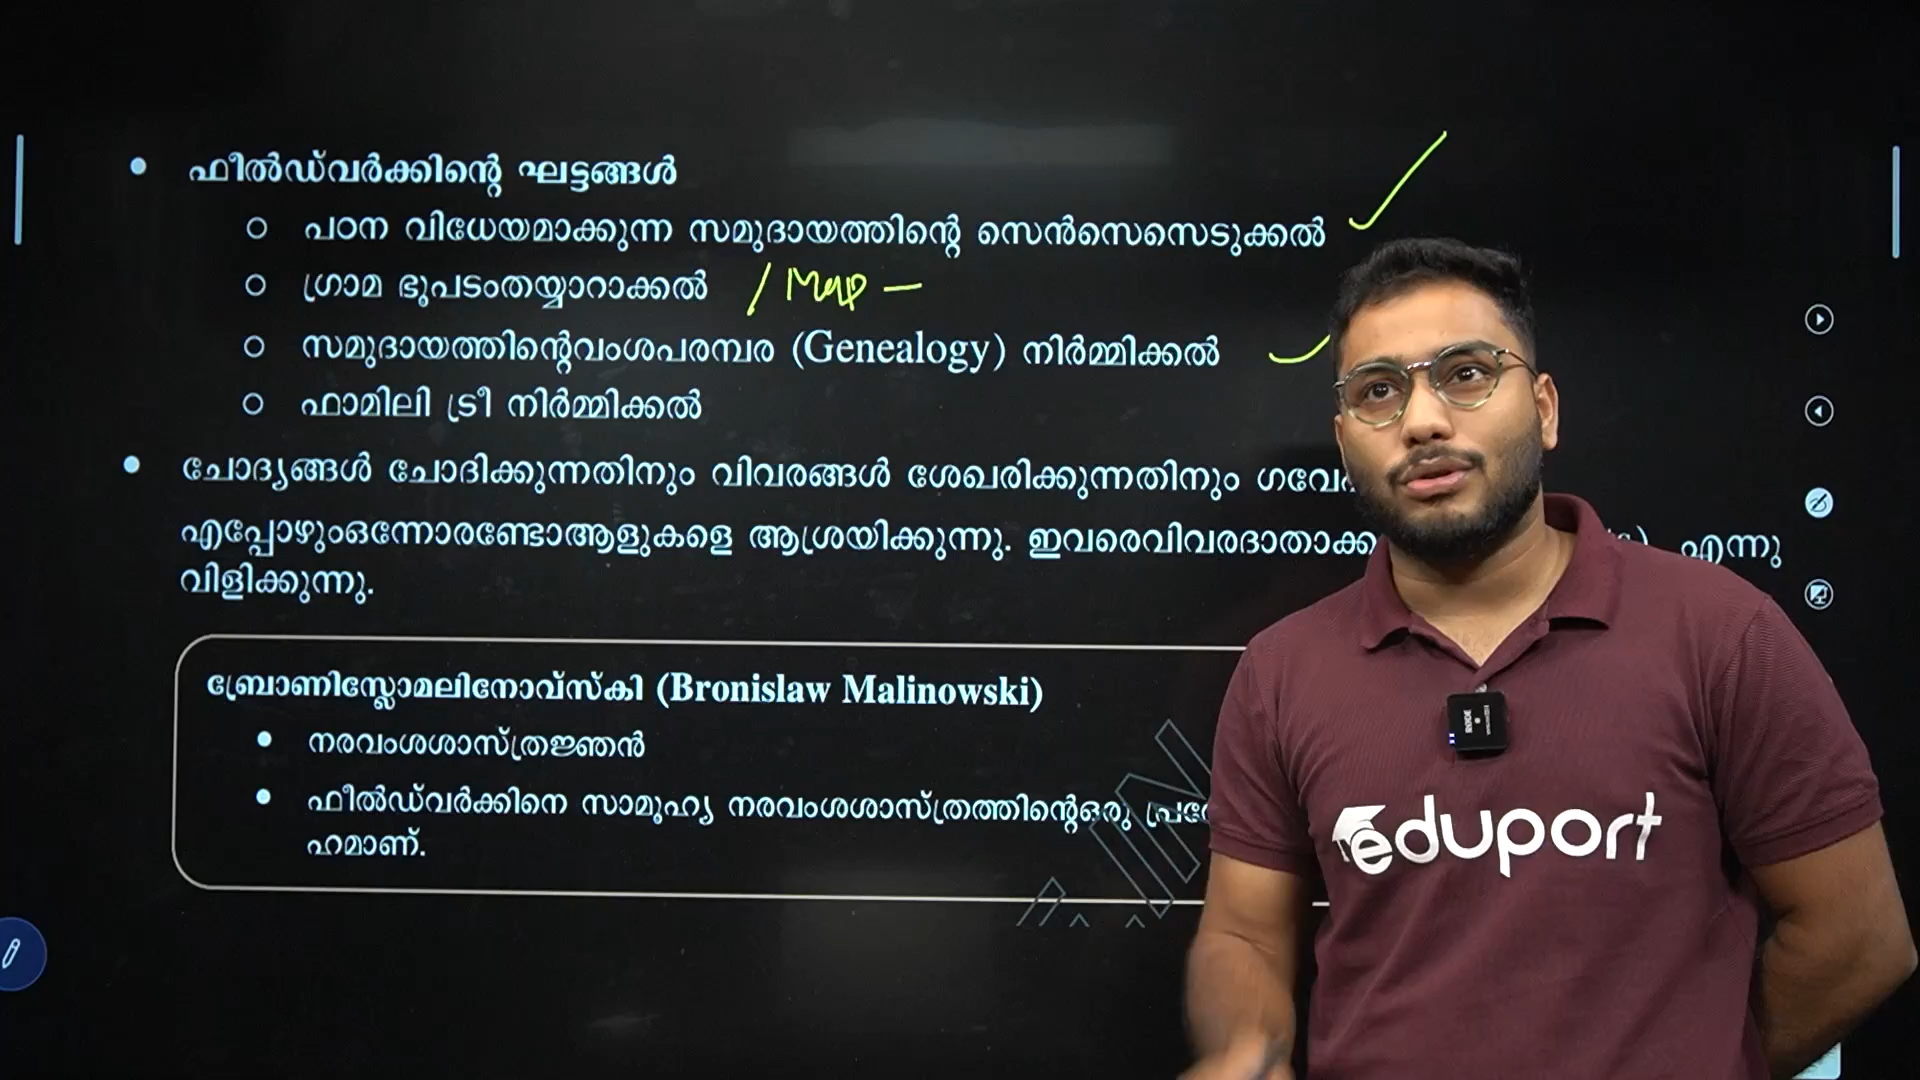 ഫീൽഡ്‌വർക്കിന്റെ ഘട്ടങ്ങൾ
പഠന വിധേയമാക്കുന്ന സമുദായത്തിന്റെ സെൻസെസെടുക്കൽ
ഗ്രാമ ഭൂപടംതയ്യാറാക്കൽ / Map –
സമുദായത്തിന്റെവംശപരമ്പര (Genealogy) നിർമ്മിക്കൽ
ഫാമിലി ട്രീ നിർമ്മിക്കൽ
ചോദ്യങ്ങൾ ചോദിക്കുന്നതിനും വിവരങ്ങൾ ശേഖരിക്കുന്നതിനും
എപ്പോഴുംഒന്നോരണ്ടോആളുകളെ ആശ്രയിക്കുന്നു. എന്നു
വിളിക്കുന്നു.
ബ്രോണിസ്ലോമലിനോവ്സ്കി (Bronislaw Malinowski)
നരവംശശാസ്ത്രജ്ഞൻ
ഫീൽഡ്‌വർക്കിനെ സാമൂഹ്യ നരവംശശാസ്ത്രത്തിന്റെഒരു
ഹമാണ്.
eduport
RODE